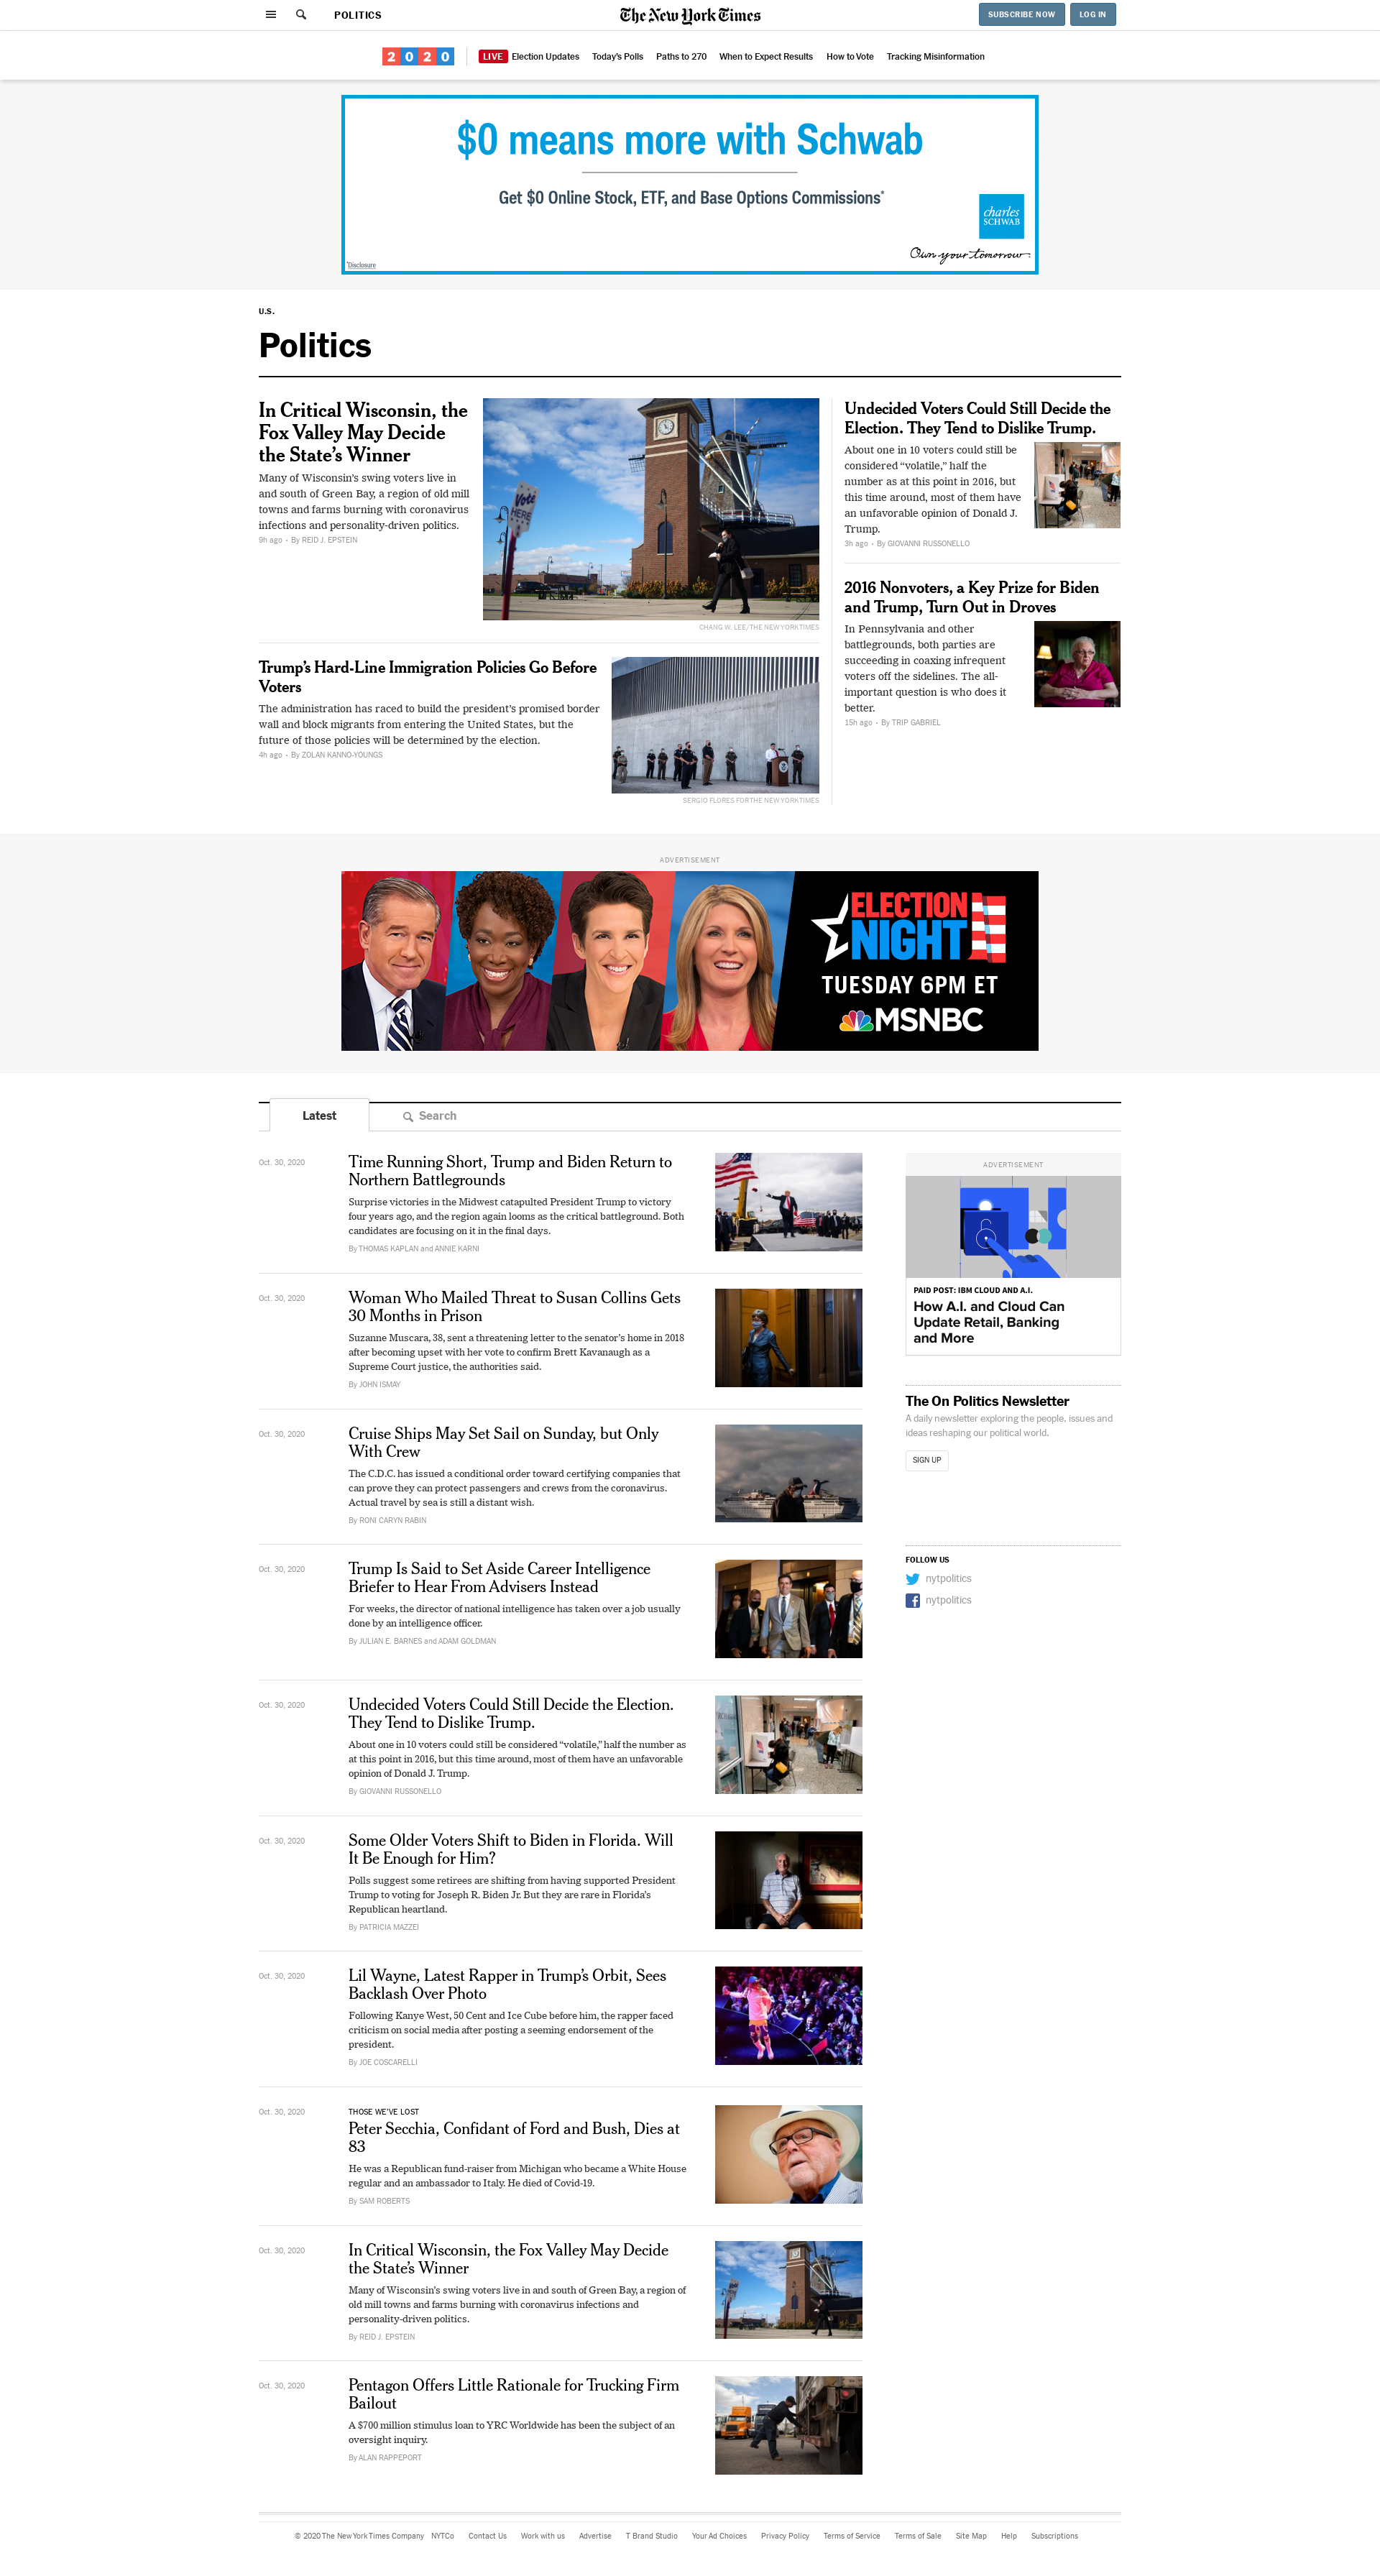 POLITICS
The New York Times
SUBSCRIBE NOW
LOG IN
2020
LIVE Election Updates
Today's Polls
Paths to 270
When to Expect Results
How to Vote
Tracking Misinformation
$0 means more with Schwab
Get $0 Online Stock, ETF, and Base Options Commissions*
charles
SCHWAB
Own your tomorrow
*Disclosure
U.S.
Politics
In Critical Wisconsin, the
Fox Valley May Decide
the State’s Winner
Many of Wisconsin’s swing voters live in
and south of Green Bay, a region of old mill
towns and farms burning with coronavirus
infections and personality-driven politics.
9h ago • By REID J. EPSTEIN
Vote
HERE
CHANG W. LEE/THE NEW YORK TIMES
Trump’s Hard-Line Immigration Policies Go Before
Voters
The administration has raced to build the president’s promised border
wall and block migrants from entering the United States, but the
future of those policies will be determined by the election.
4h ago • By ZOLAN KANNO-YOUNGS
SERGIO FLORES FOR THE NEW YORK TIMES
Undecided Voters Could Still Decide the
Election. They Tend to Dislike Trump.
About one in 10 voters could still be
considered “volatile,” half the
number as at this point in 2016, but
this time around, most of them have
an unfavorable opinion of Donald J.
Trump.
3h ago • By GIOVANNI RUSSONELLO
2016 Nonvoters, a Key Prize for Biden
and Trump, Turn Out in Droves
In Pennsylvania and other
battlegrounds, both parties are
succeeding in coaxing infrequent
voters off the sidelines. The all-
important question is who does it
better.
15h ago • By TRIP GABRIEL
ADVERTISEMENT
ELECTION
NIGHT
TUESDAY 6PM ET
MSNBC
Latest
Search
Oct. 30, 2020
Time Running Short, Trump and Biden Return to
Northern Battlegrounds
Surprise victories in the Midwest catapulted President Trump to victory
four years ago, and the region again looms as the critical battleground. Both
candidates are focusing on it in the final days.
By THOMAS KAPLAN and ANNIE KARNI
Oct. 30, 2020
Woman Who Mailed Threat to Susan Collins Gets
30 Months in Prison
Suzanne Muscara, 38, sent a threatening letter to the senator’s home in 2018
after becoming upset with her vote to confirm Brett Kavanaugh as a
Supreme Court justice, the authorities said.
By JOHN ISMAY
Oct. 30, 2020
Cruise Ships May Set Sail on Sunday, but Only
With Crew
The C.D.C. has issued a conditional order toward certifying companies that
can prove they can protect passengers and crews from the coronavirus.
Actual travel by sea is still a distant wish.
By RONI CARYN RABIN
Oct. 30, 2020
Trump Is Said to Set Aside Career Intelligence
Briefer to Hear From Advisers Instead
For weeks, the director of national intelligence has taken over a job usually
done by an intelligence officer.
By JULIAN E. BARNES and ADAM GOLDMAN
Oct. 30, 2020
Undecided Voters Could Still Decide the Election.
They Tend to Dislike Trump.
About one in 10 voters could still be considered “volatile,” half the number as
at this point in 2016, but this time around, most of them have an unfavorable
opinion of Donald J. Trump.
By GIOVANNI RUSSONELLO
Oct. 30, 2020
Some Older Voters Shift to Biden in Florida. Will
It Be Enough for Him?
Polls suggest some retirees are shifting from having supported President
Trump to voting for Joseph R. Biden Jr. But they are rare in Florida’s
Republican heartland.
By PATRICIA MAZZEI
Oct. 30, 2020
Lil Wayne, Latest Rapper in Trump’s Orbit, Sees
Backlash Over Photo
Following Kanye West, 50 Cent and Ice Cube before him, the rapper faced
criticism on social media after posting a seeming endorsement of the
president.
By JOE COSCARELLI
Oct. 30, 2020
THOSE WE’VE LOST
Peter Secchia, Confidant of Ford and Bush, Dies at
83
He was a Republican fund-raiser from Michigan who became a White House
regular and an ambassador to Italy. He died of Covid-19.
By SAM ROBERTS
Oct. 30, 2020
In Critical Wisconsin, the Fox Valley May Decide
the State’s Winner
Many of Wisconsin’s swing voters live in and south of Green Bay, a region of
old mill towns and farms burning with coronavirus infections and
personality-driven politics.
By REID J. EPSTEIN
Oct. 30, 2020
Pentagon Offers Little Rationale for Trucking Firm
Bailout
A $700 million stimulus loan to YRC Worldwide has been the subject of an
oversight inquiry.
By ALAN RAPPEPORT
ADVERTISEMENT
PAID POST: IBM CLOUD AND A.I.
How A.I. and Cloud Can
Update Retail, Banking
and More
The On Politics Newsletter
A daily newsletter exploring the people, issues and
ideas reshaping our political world.
SIGN UP
FOLLOW US
nytpolitics
nytpolitics
© 2020 The New York Times Company
NYTCo
Contact Us
Work with us
Advertise
T Brand Studio
Your Ad Choices
Privacy Policy
Terms of Service
Terms of Sale
Site Map
Help
Subscriptions